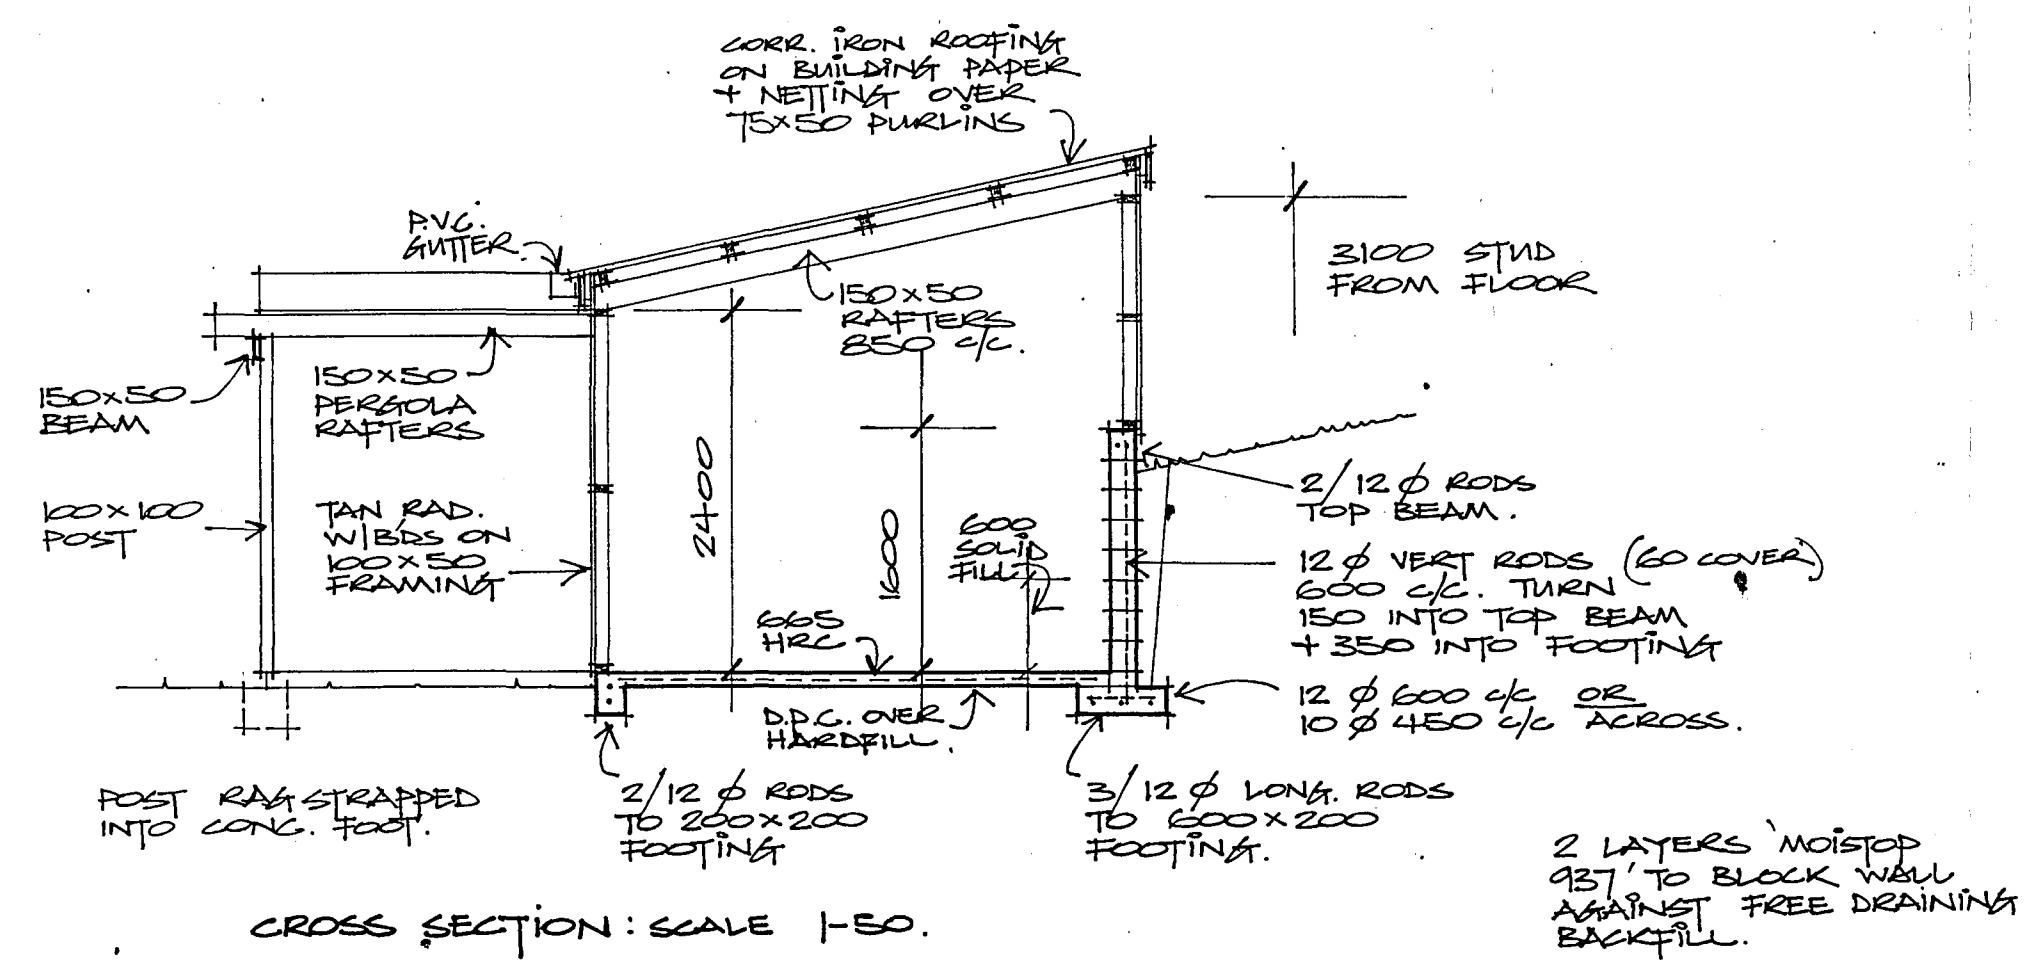 CORR. IRON ROOFING
ON BUILDING PAPER
+ NETTING OVER
75x50 PURLINS
P.V.C.
GUTTER.
3100 STUD
FROM FLOOR
150x50
RAFTERS
850 c/c.
150x50
BEAM
150x50
PERGOLA
RAFTERS
2400
1600
100x100
POST
TAN RAD.
W/BDS ON
100x50
FRAMING
600
SOLID
FILL
2/12 Ø RODS
TOP BEAM.
12 Ø VERT RODS (60 COVER)
600 c/c. TURN
150 INTO TOP BEAM
+ 350 INTO FOOTING
665
HRC
12 Ø 600 c/c OR
10 Ø 450 c/c ACROSS.
D.P.C. OVER
HARDFILL.
POST RAGSTRAPPED
INTO CONC. FOOT.
2/12 Ø RODS
TO 200x200
FOOTING
3/12 Ø LONG. RODS
TO 600x200
FOOTING.
2 LAYERS 'MOISTOP
937' TO BLOCK WALL
AGAINST FREE DRAINING
BACKFILL.
CROSS SECTION : SCALE 1-50.